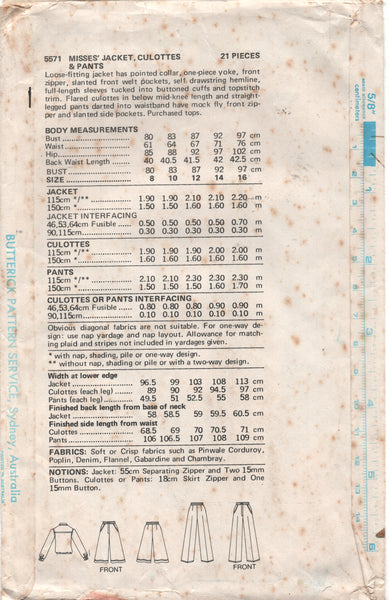 5571 MISSES' JACKET, CULOTTES 21 PIECES
& PANTS
Loose-fitting jacket has pointed collar, one-piece yoke, front
zipper, slanted front welt pockets, self drawstring hemline,
full-length sleeves tucked into buttoned cuffs and topstitch
trim. Flared culottes in below mid-knee length and straight-
legged pants darted into waistband have mock fly front zip-
per and slanted side pockets. Purchased tops.
BODY MEASUREMENTS
Bust 80 83 87 92 97 cm
Waist 61 64 67 71 76 cm
Hip 85 88 92 97 102 cm
Back Waist Length 40 40.5 41.5 42 42.5 cm
BUST 80 83 87 92 97 cm
SIZE 8 10 12 14 16
JACKET
115cm */** 1.90 1.90 2.10 2.10 2.20 m
150cm * 1.50 1.50 1.60 1.60 1.60 m
JACKET INTERFACING
46,53,64cm Fusible 0.50 0.50 0.50 0.50 0.70 m
90,115cm 0.30 0.30 0.30 0.30 0.30 m
CULOTTES
115cm */** 1.90 1.90 1.90 2.00 2.00 m
150cm * 1.60 1.60 1.60 1.60 1.60 m
PANTS
115cm */** 2.10 2.10 2.30 2.30 2.30 m
150cm * 1.50 1.50 1.60 1.60 1.70 m
CULOTTES OR PANTS INTERFACING
46,53,64cm Fusible 0.80 0.80 0.80 0.90 0.90 m
90,115cm 0.10 0.10 0.10 0.10 0.10 m
Obvious diagonal fabrics are not suitable. For one-way de-
sign: use nap yardage and nap layout. Allowance for match-
ing plaid and stripes not included in yardages given.
* with nap, shading, pile or one-way design.
** without nap, shading or pile or with a two-way design.
Width at lower edge
Jacket 96.5 99 103 108 113 cm
Culottes (each leg) 89 90 92 94.5 97 cm
Pants (each leg) 49.5 51 52.5 55 58 cm
Finished back length from base of neck
Jacket 58 58.5 59 59.5 60.5 cm
Finished side length from waist
Culottes 68.5 69 70 70.5 71 cm
Pants 106 106.5 107 108 109 cm
FABRICS: Soft or Crisp fabrics such as Pinwale Corduroy,
Poplin, Denim, Flannel, Gabardine and Chambray.
NOTIONS: Jacket: 55cm Separating Zipper and Two 15mm
Buttons. Culottes or Pants: 18cm Skirt Zipper and One
15mm Button.
FRONT
FRONT
BUTTERICK PATTERN SERVICE, Sydney, Australia
5/8"
centimeters
6